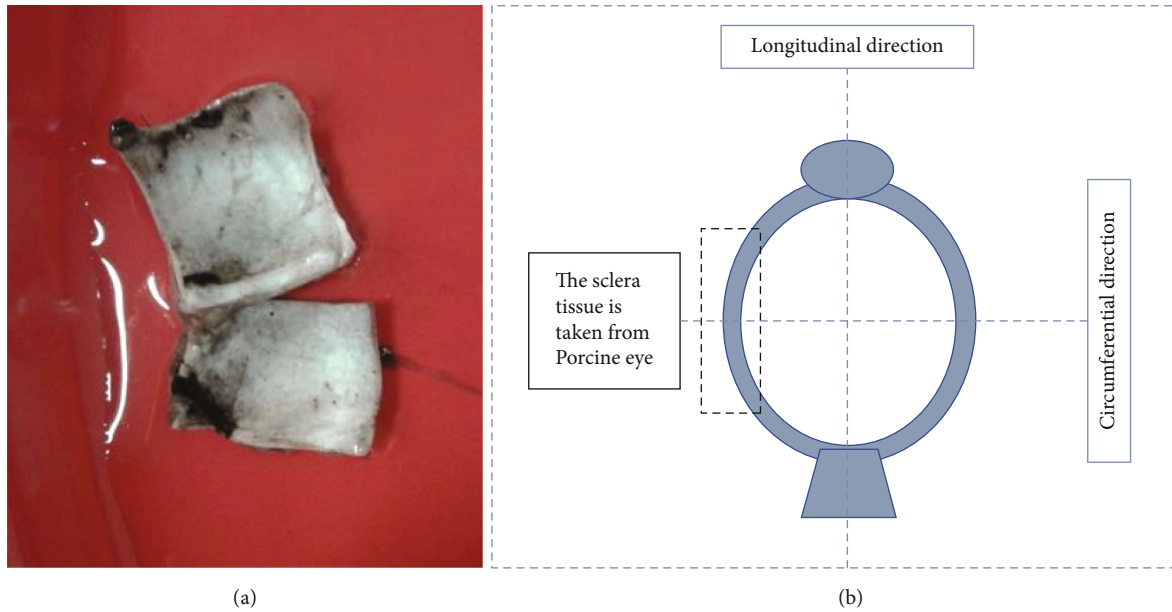 Longitudinal direction
The sclera
tissue is
taken from
Porcine eye
Circumferential direction
(a)
(b)